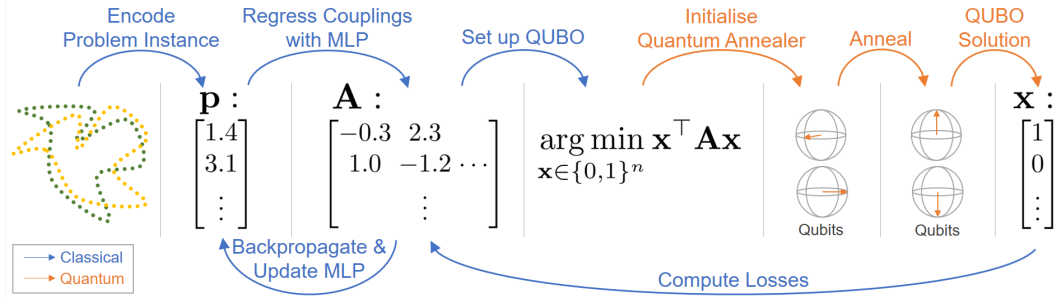 Encode
Problem Instance
Regress Couplings
with MLP
Set up QUBO
Initialise
Quantum Annealer
Anneal
QUBO
Solution
p :
1.4
3.1
⋮
A :
−0.3 2.3
1.0 −1.2 ⋯
⋮
arg min x⊤Ax
x∈{0,1}ⁿ
Qubits
Qubits
x :
1
0
⋮
Classical
Quantum
Backpropagate &
Update MLP
Compute Losses